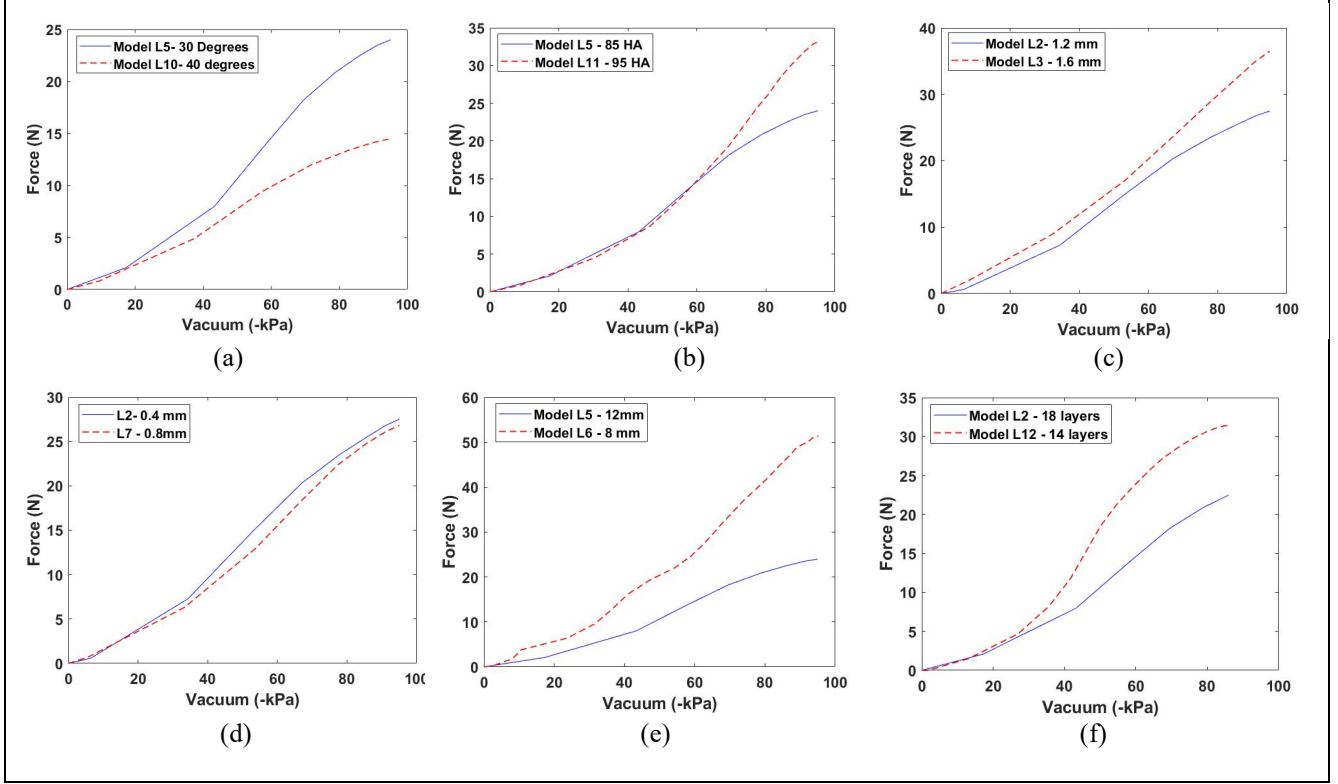 25
20
15
10
5
0
Force (N)
Model L5- 30 Degrees
Model L10- 40 degrees
0 20 40 60 80 100
Vacuum (-kPa)
(a)
35
30
25
20
15
10
5
0
Force (N)
Model L5 - 85 HA
Model L11 - 95 HA
0 20 40 60 80 100
Vacuum (-kPa)
(b)
40
30
20
10
0
Force (N)
Model L2- 1.2 mm
Model L3 - 1.6 mm
0 20 40 60 80 100
Vacuum (-kPa)
(c)
30
25
20
15
10
5
0
Force (N)
L2- 0.4 mm
L7 - 0.8mm
0 20 40 60 80 100
Vacuum (-kPa)
(d)
60
50
40
30
20
10
0
Force (N)
Model L5 - 12mm
Model L6 - 8 mm
0 20 40 60 80 100
Vacuum (-kPa)
(e)
35
30
25
20
15
10
5
0
Force (N)
Model L2 - 18 layers
Model L12 - 14 layers
0 20 40 60 80 100
Vacuum (-kPa)
(f)